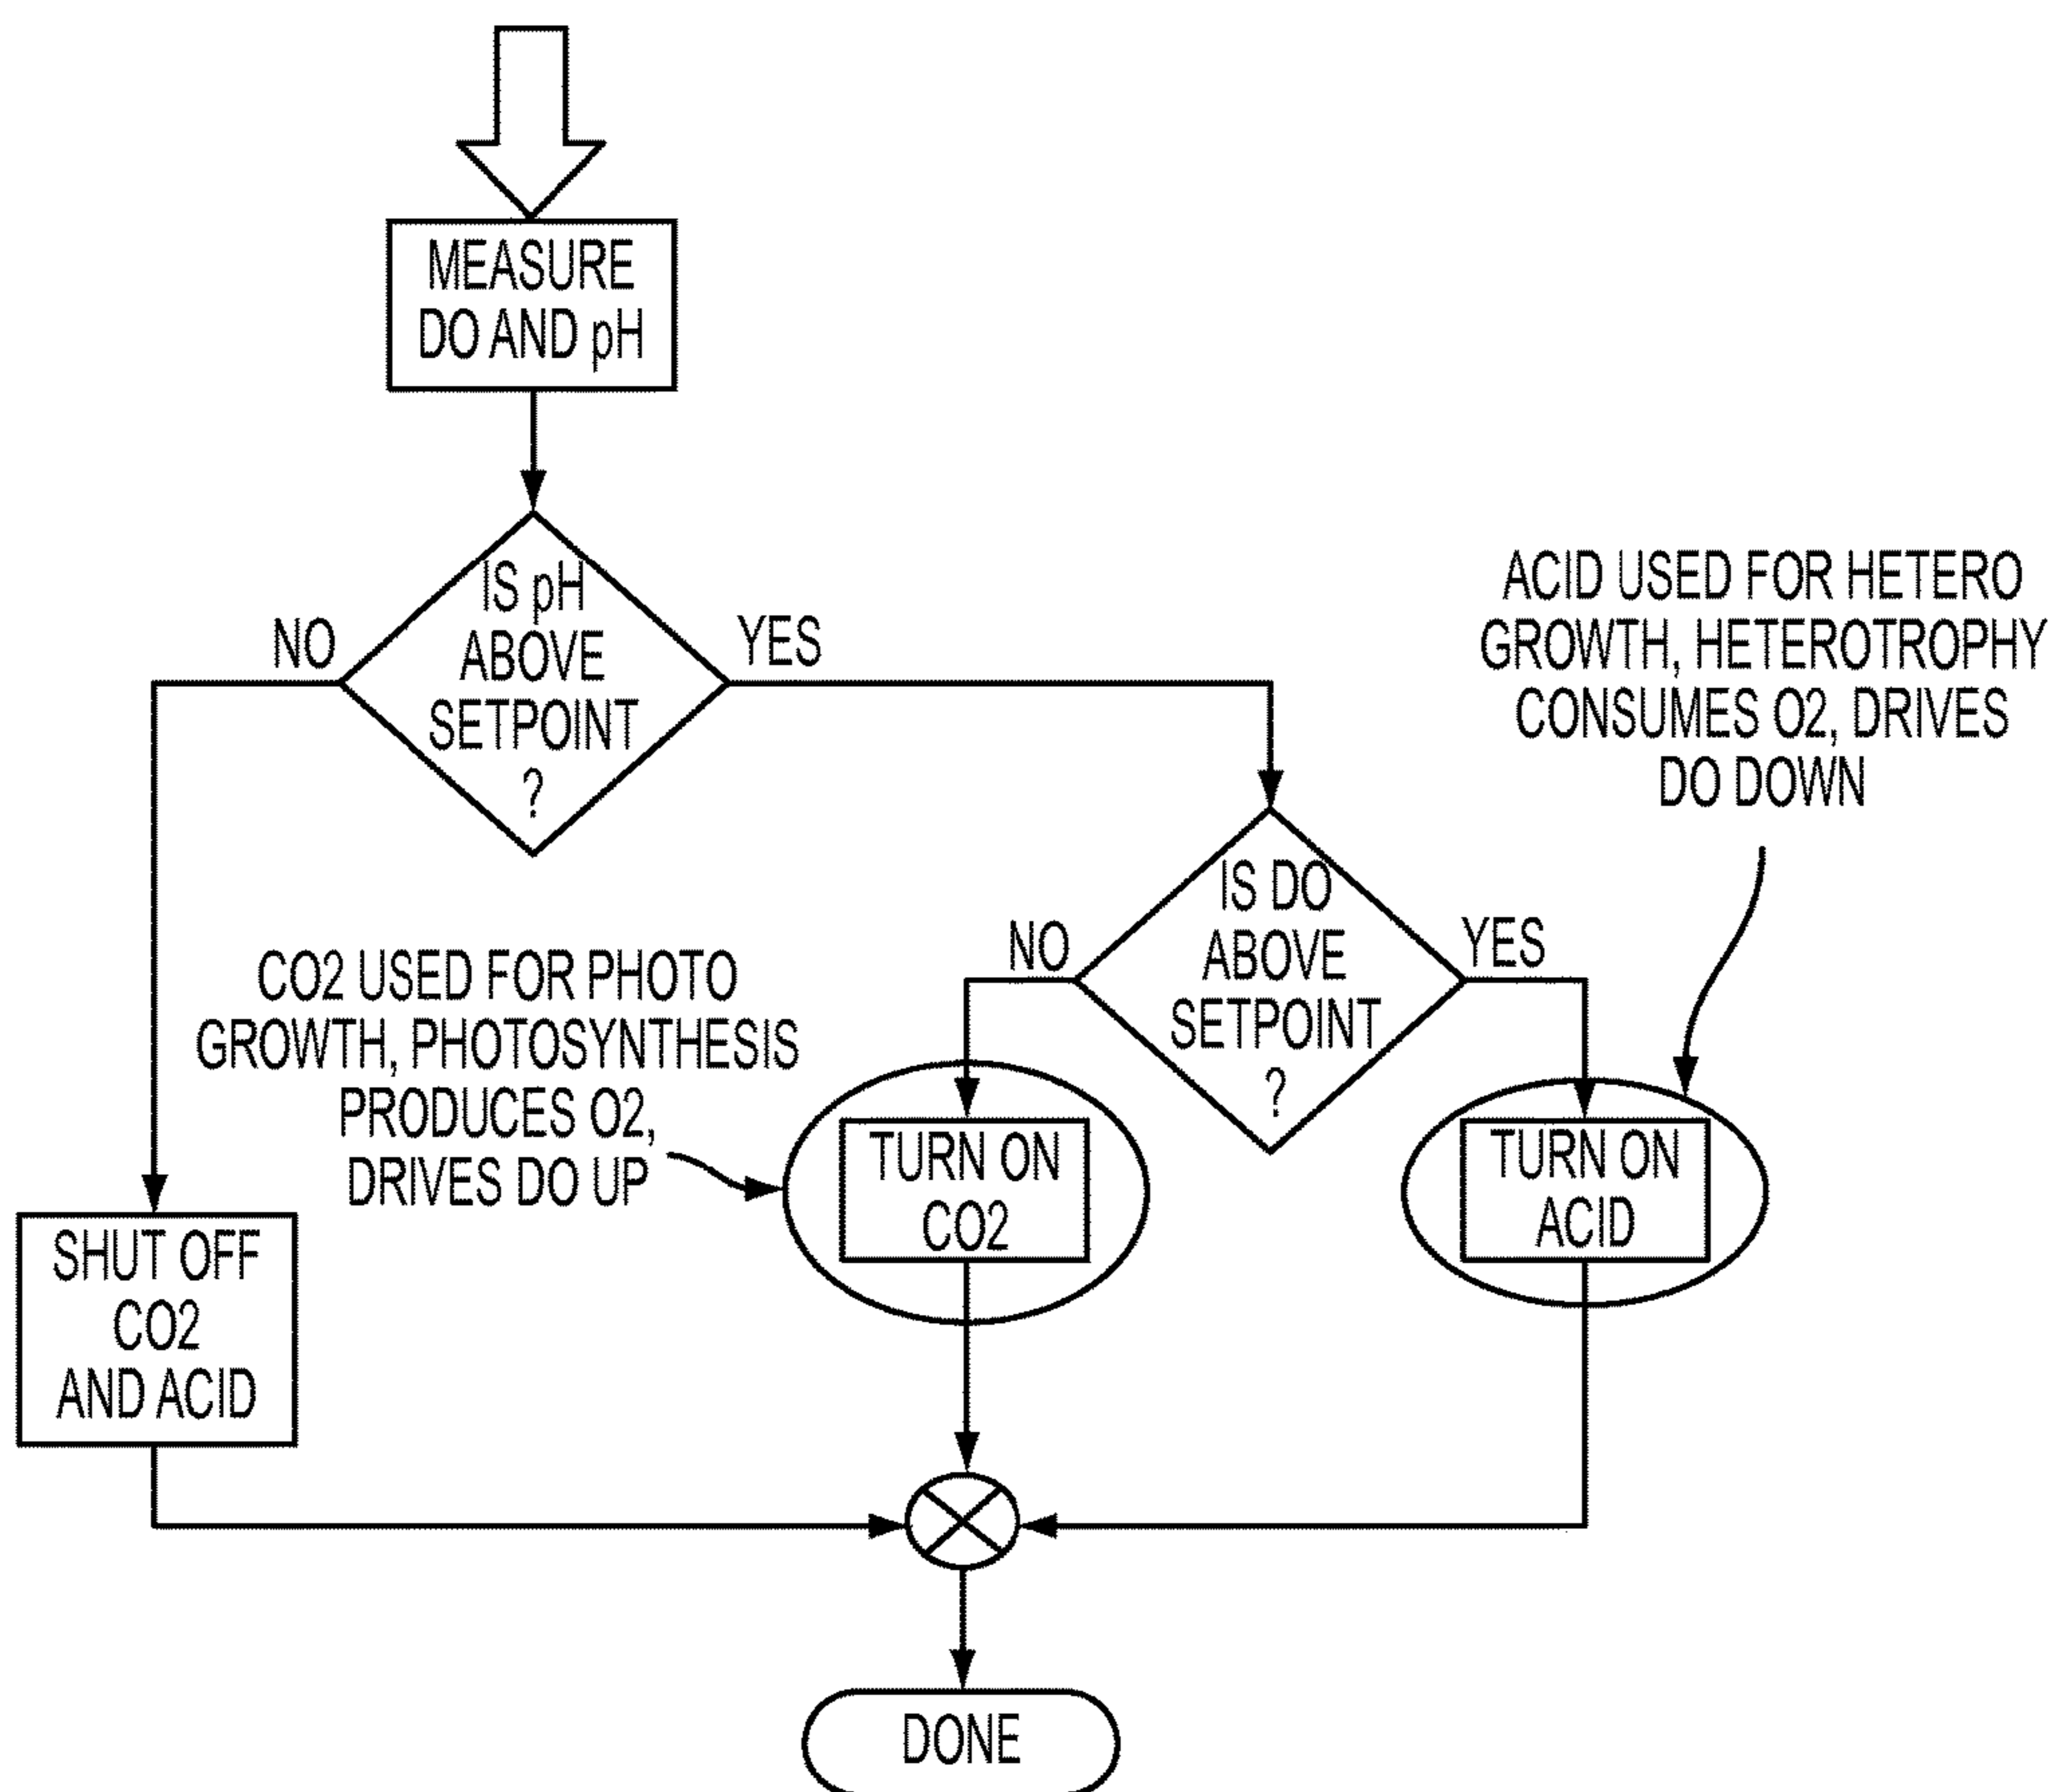 MEASURE
DO AND pH
IS pH
ABOVE
SETPOINT
?
NO
YES
ACID USED FOR HETERO
GROWTH, HETEROTROPHY
CONSUMES O2, DRIVES
DO DOWN
IS DO
ABOVE
SETPOINT
?
NO
YES
CO2 USED FOR PHOTO
GROWTH, PHOTOSYNTHESIS
PRODUCES O2,
DRIVES DO UP
TURN ON
CO2
TURN ON
ACID
SHUT OFF
CO2
AND ACID
DONE